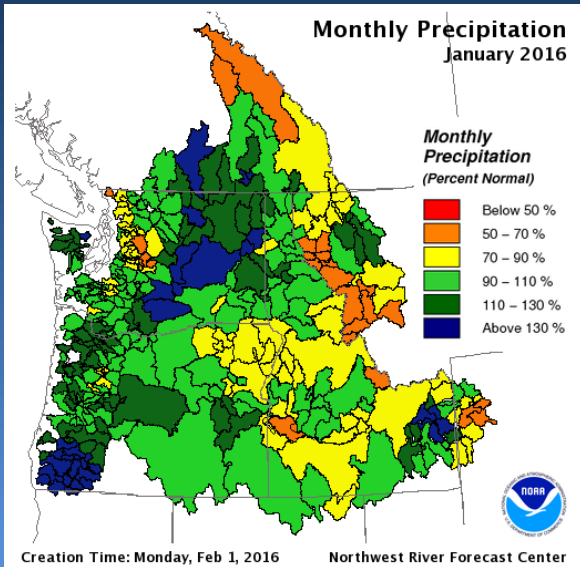 Monthly Precipitation
January 2016
Monthly
Precipitation
(Percent Normal)
Below 50 %
50 – 70 %
70 – 90 %
90 – 110 %
110 – 130 %
Above 130 %
NOAA
Creation Time: Monday, Feb 1, 2016 Northwest River Forecast Center